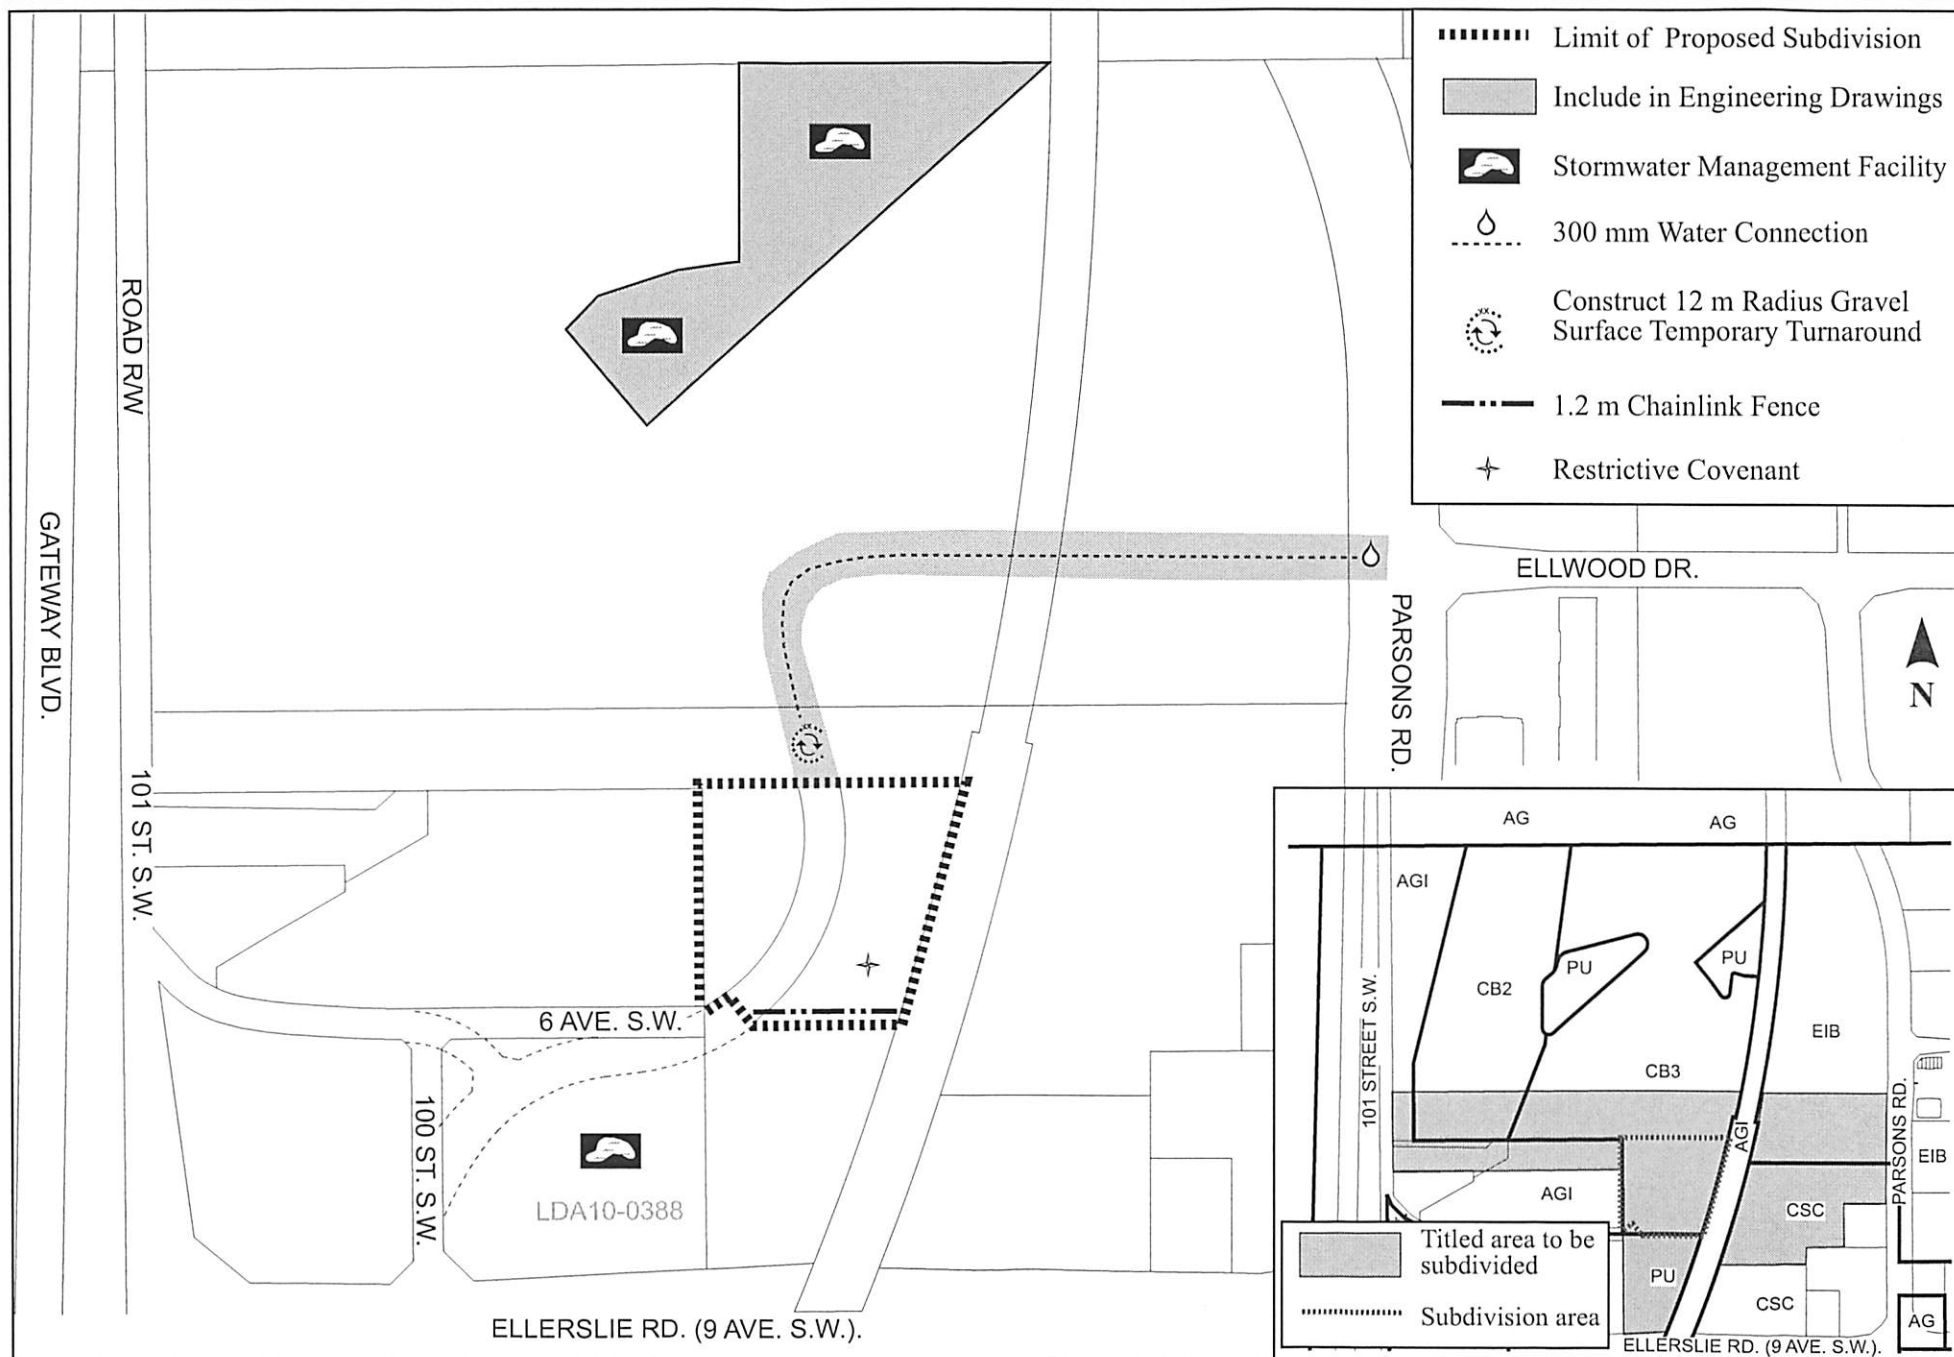 Limit of Proposed Subdivision
Include in Engineering Drawings
Stormwater Management Facility
300 mm Water Connection
Construct 12 m Radius Gravel
Surface Temporary Turnaround
1.2 m Chainlink Fence
Restrictive Covenant
ROAD R/W
GATEWAY BLVD.
ELLWOOD DR.
PARSONS RD.
N
101 ST. S.W.
6 AVE. S.W.
100 ST. S.W.
LDA10-0388
ELLERSLIE RD. (9 AVE. S.W.).
AG
AG
AGI
PU
PU
CB2
101 STREET S.W.
EIB
CB3
PARSONS RD.
AGI
EIB
AGI
CSC
PU
CSC
AG
Titled area to be
subdivided
Subdivision area
ELLERSLIE RD. (9 AVE. S.W.).